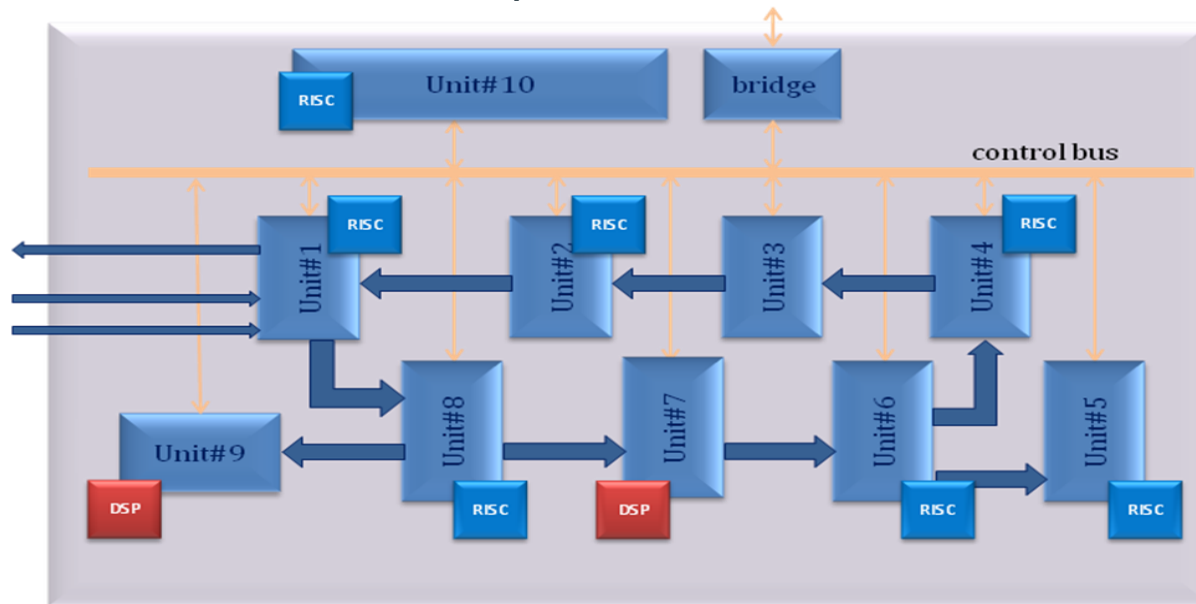 Unit#10
bridge
RISC
control bus
Unit#1
RISC
Unit#2
RISC
Unit#3
Unit#4
RISC
Unit#9
DSP
Unit#8
RISC
Unit#7
DSP
Unit#6
RISC
Unit#5
RISC